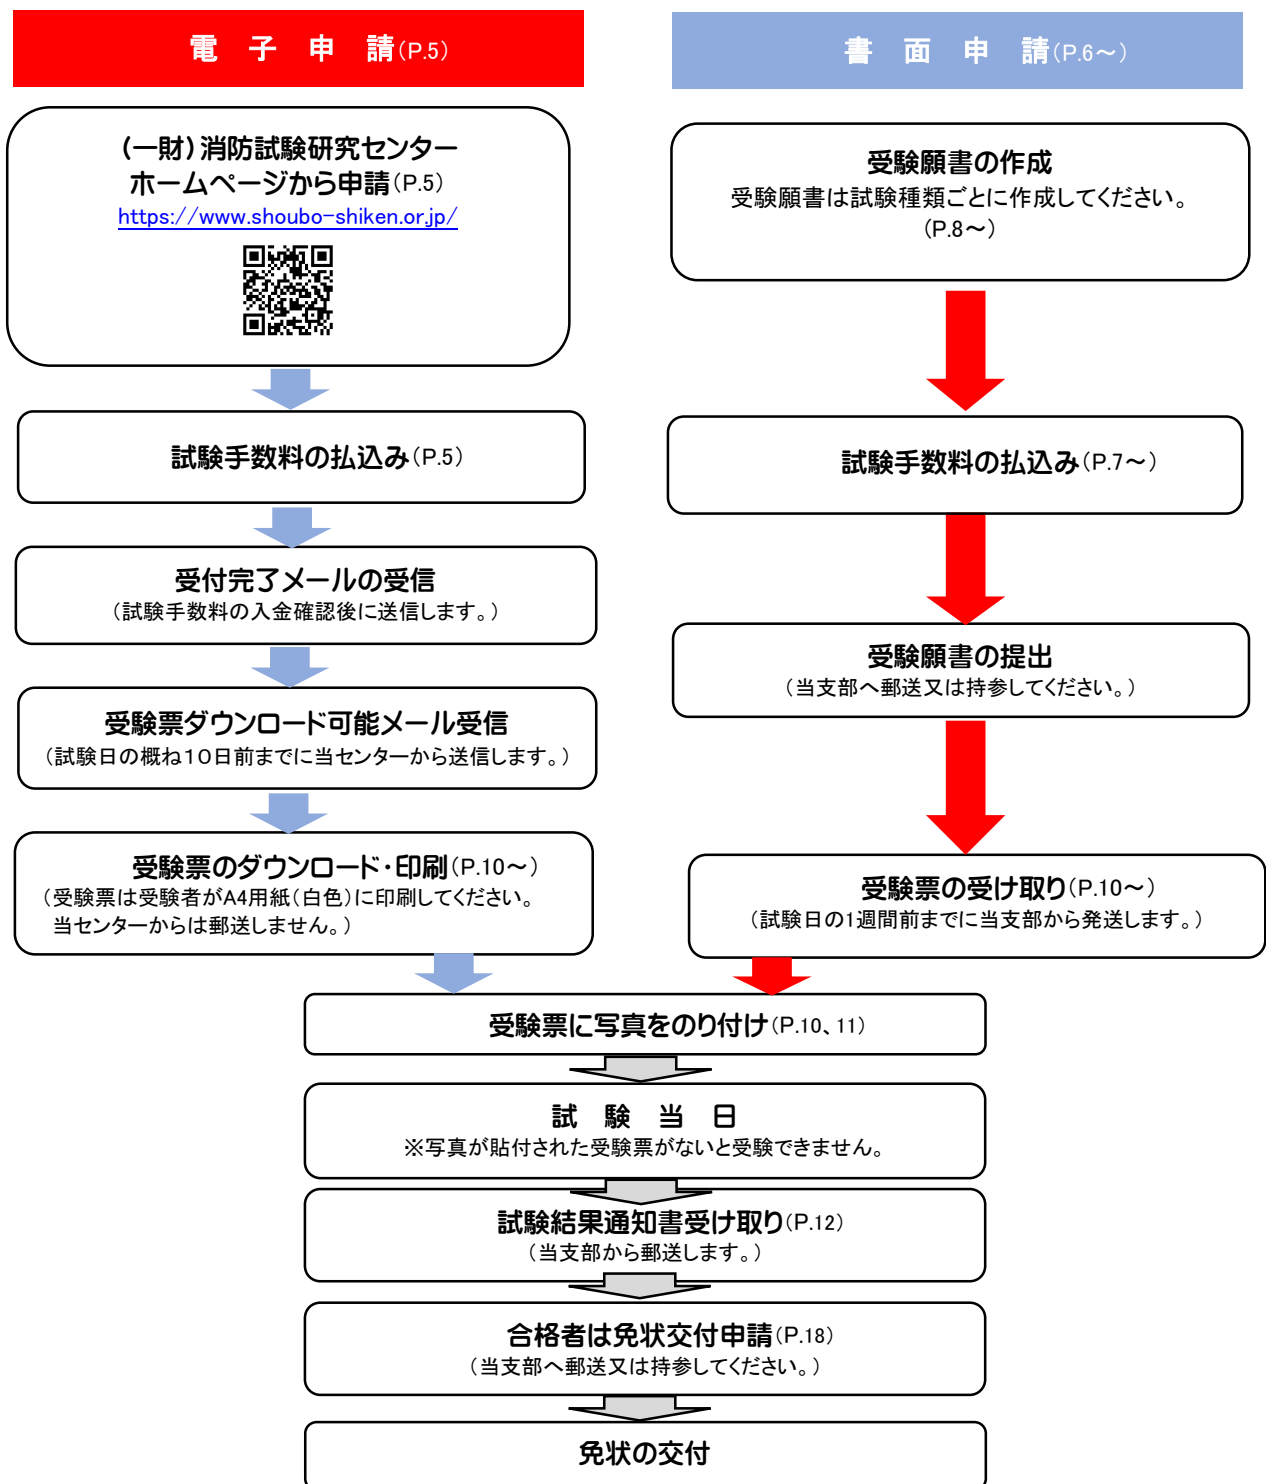 電 子 申 請(P.5)
(一財)消防試験研究センター
ホームページから申請(P.5)
https://www.shoubo-shiken.or.jp/
試験手数料の払込み(P.5)
受付完了メールの受信
(試験手数料の入金確認後に送信します。)
受験票ダウンロード可能メール受信
(試験日の概ね10日前までに当センターから送信します。)
受験票のダウンロード・印刷(P.10~)
(受験票は受験者がA4用紙(白色)に印刷してください。
当センターからは郵送しません。)
書 面 申 請(P.6~)
受験願書の作成
受験願書は試験種類ごとに作成してください。
(P.8~)
試験手数料の払込み(P.7~)
受験願書の提出
(当支部へ郵送又は持参してください。)
受験票の受け取り(P.10~)
(試験日の1週間前までに当支部から発送します。)
受験票に写真をのり付け(P.10、11)
試 験 当 日
※写真が貼付された受験票がないと受験できません。
試験結果通知書受け取り(P.12)
(当支部から郵送します。)
合格者は免状交付申請(P.18)
(当支部へ郵送又は持参してください。)
免状の交付